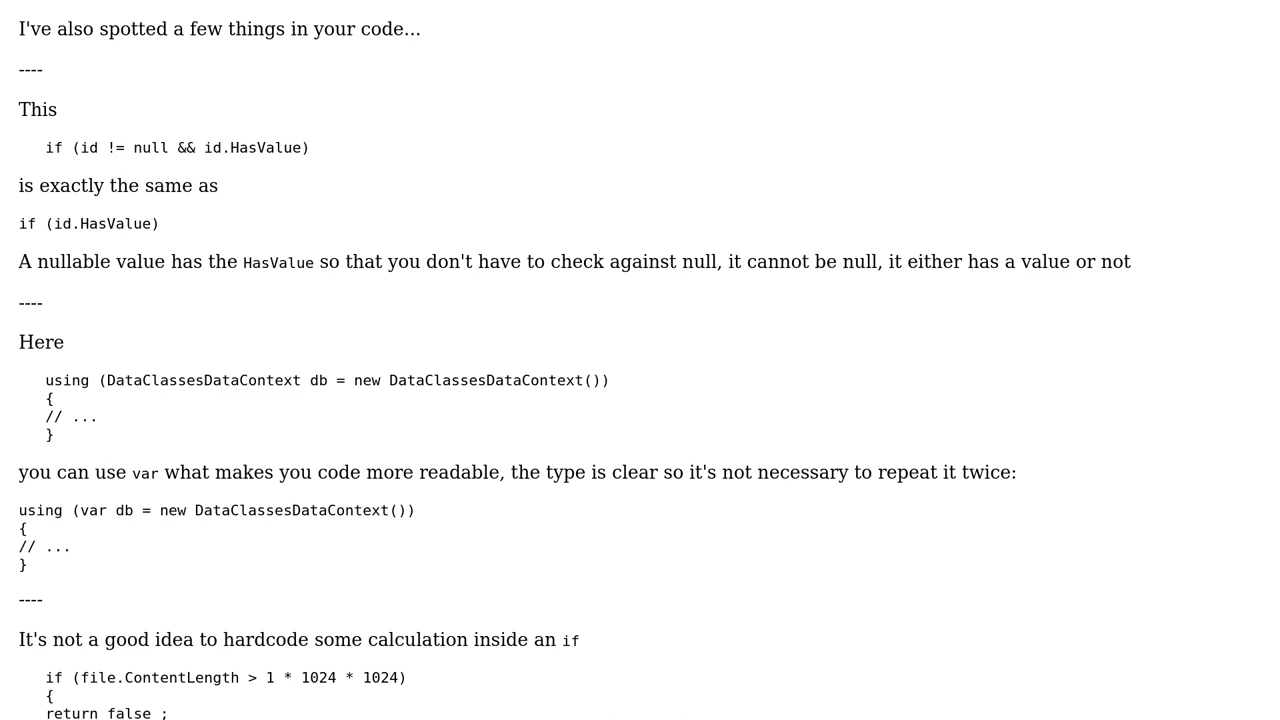 I've also spotted a few things in your code...
----
This
if (id != null && id.HasValue)
is exactly the same as
if (id.HasValue)
A nullable value has the HasValue so that you don't have to check against null, it cannot be null, it either has a value or not
----
Here
using (DataClassesDataContext db = new DataClassesDataContext())
{
// ...
}
you can use var what makes you code more readable, the type is clear so it's not necessary to repeat it twice:
using (var db = new DataClassesDataContext())
{
// ...
}
----
It's not a good idea to hardcode some calculation inside an if
if (file.ContentLength > 1 * 1024 * 1024)
{
return false ;